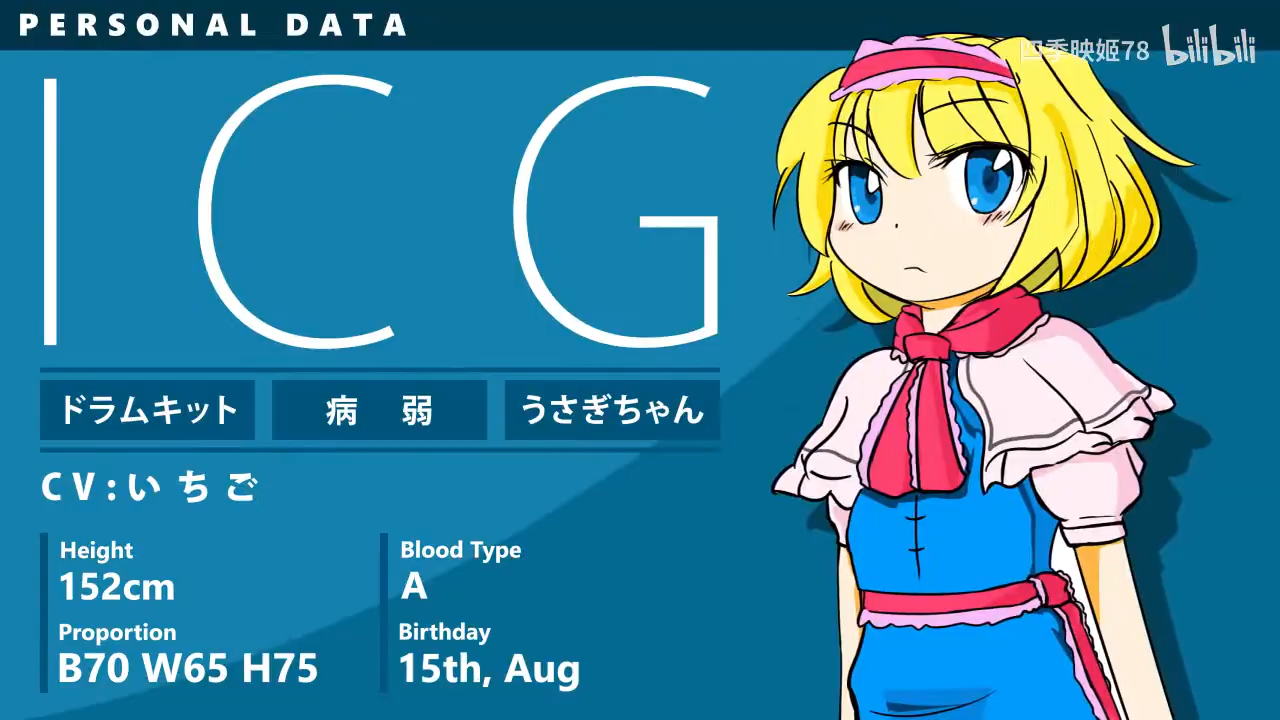 PERSONAL DATA
四季映姬78 bilibili
ICG
ドラムキット 病 弱 うさぎちゃん
CV:いちご
Height
152cm
Blood Type
A
Proportion
B70 W65 H75
Birthday
15th, Aug